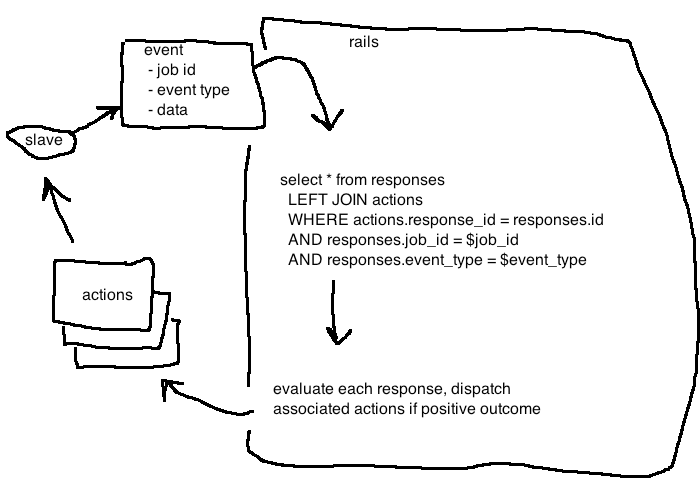 rails
event
- job id
- event type
- data
slave
select * from responses
LEFT JOIN actions
WHERE actions.response_id = responses.id
AND responses.job_id = $job_id
AND responses.event_type = $event_type
actions
evaluate each response, dispatch
associated actions if positive outcome